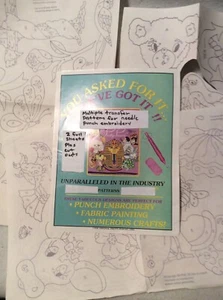 YOU ASKED FOR IT
WE'VE GOT IT!!
Multiple transfer
Pattern for needle
punch embroidery
2 full
sheets
Plus
cut
outs
UNPARALLELED IN THE INDUSTRY
PATTERNS
• PUNCH EMBROIDERY
• FABRIC PAINTING
• NUMEROUS CRAFTS!